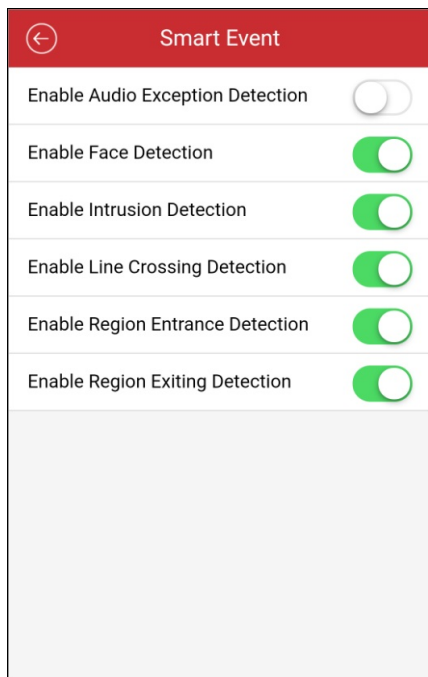 Smart Event
Enable Audio Exception Detection
Enable Face Detection
Enable Intrusion Detection
Enable Line Crossing Detection
Enable Region Entrance Detection
Enable Region Exiting Detection